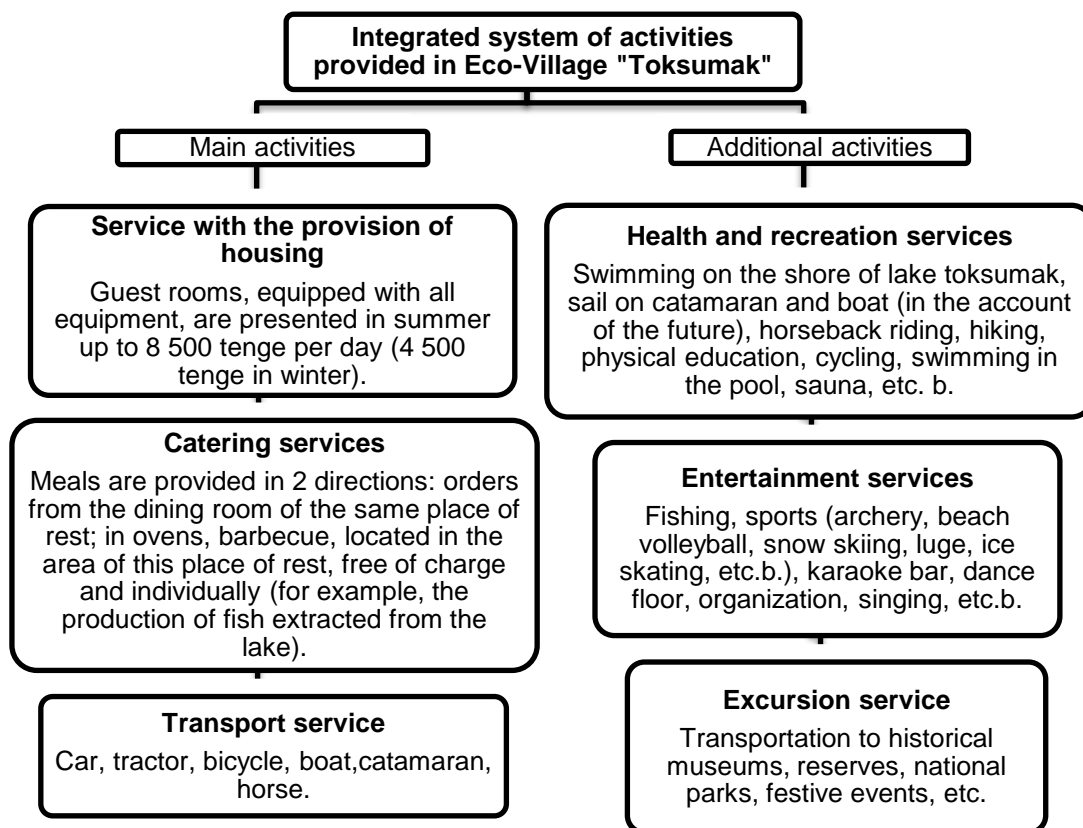 Integrated system of activities
provided in Eco-Village "Toksumak"
Main activities
Service with the provision of
housing
Guest rooms, equipped with all
equipment, are presented in summer
up to 8 500 tenge per day (4 500
tenge in winter).
Catering services
Meals are provided in 2 directions: orders
from the dining room of the same place of
rest; in ovens, barbecue, located in the
area of this place of rest, free of charge
and individually (for example, the
production of fish extracted from the
lake).
Transport service
Car, tractor, bicycle, boat,catamaran,
horse.
Additional activities
Health and recreation services
Swimming on the shore of lake toksumak,
sail on catamaran and boat (in the account
of the future), horseback riding, hiking,
physical education, cycling, swimming in
the pool, sauna, etc. b.
Entertainment services
Fishing, sports (archery, beach
volleyball, snow skiing, luge, ice
skating, etc.b.), karaoke bar, dance
floor, organization, singing, etc.b.
Excursion service
Transportation to historical
museums, reserves, national
parks, festive events, etc.